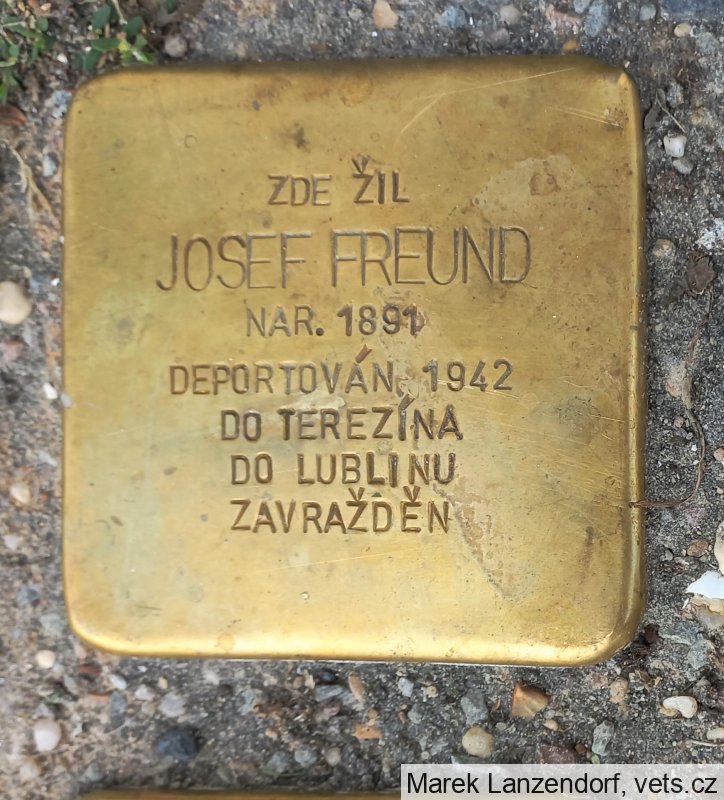 ZDE ŽIL
JOSEF FREUND
NAR. 1891
DEPORTOVÁN 1942
DO TEREZÍNA
DO LUBLINU
ZAVRAŽDĚN
Marek Lanzendorf, vets.cz